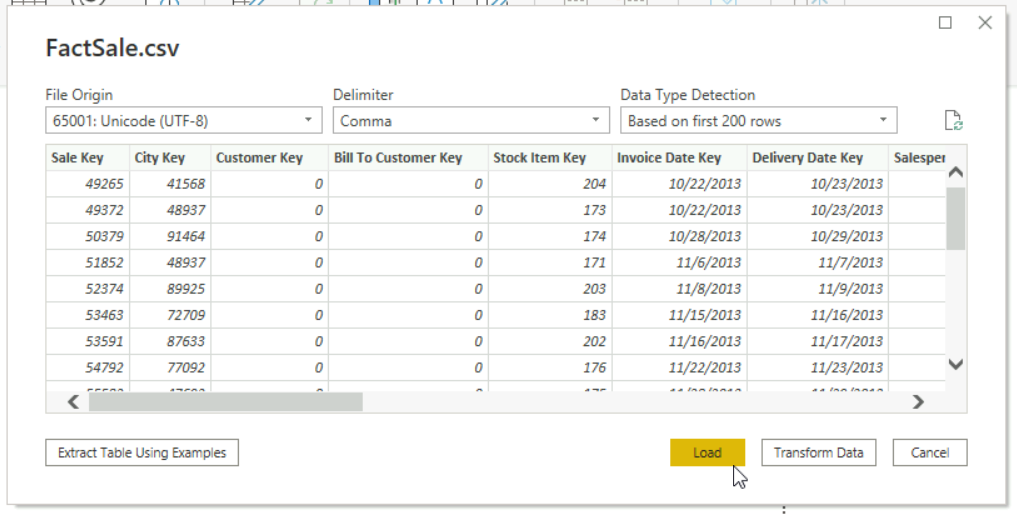 FactSale.csv
File Origin Delimiter Data Type Detection
65001: Unicode (UTF-8) Comma Based on first 200 rows
Sale Key City Key Customer Key Bill To Customer Key Stock Item Key Invoice Date Key Delivery Date Key Salesper
49265 41568 0 0 204 10/22/2013 10/23/2013
49372 48937 0 0 173 10/22/2013 10/23/2013
50379 91464 0 0 174 10/28/2013 10/29/2013
51852 48937 0 0 171 11/6/2013 11/7/2013
52374 89925 0 0 203 11/8/2013 11/9/2013
53463 72709 0 0 183 11/15/2013 11/16/2013
53591 87633 0 0 202 11/16/2013 11/17/2013
54792 77092 0 0 176 11/22/2013 11/23/2013
Extract Table Using Examples Load Transform Data Cancel